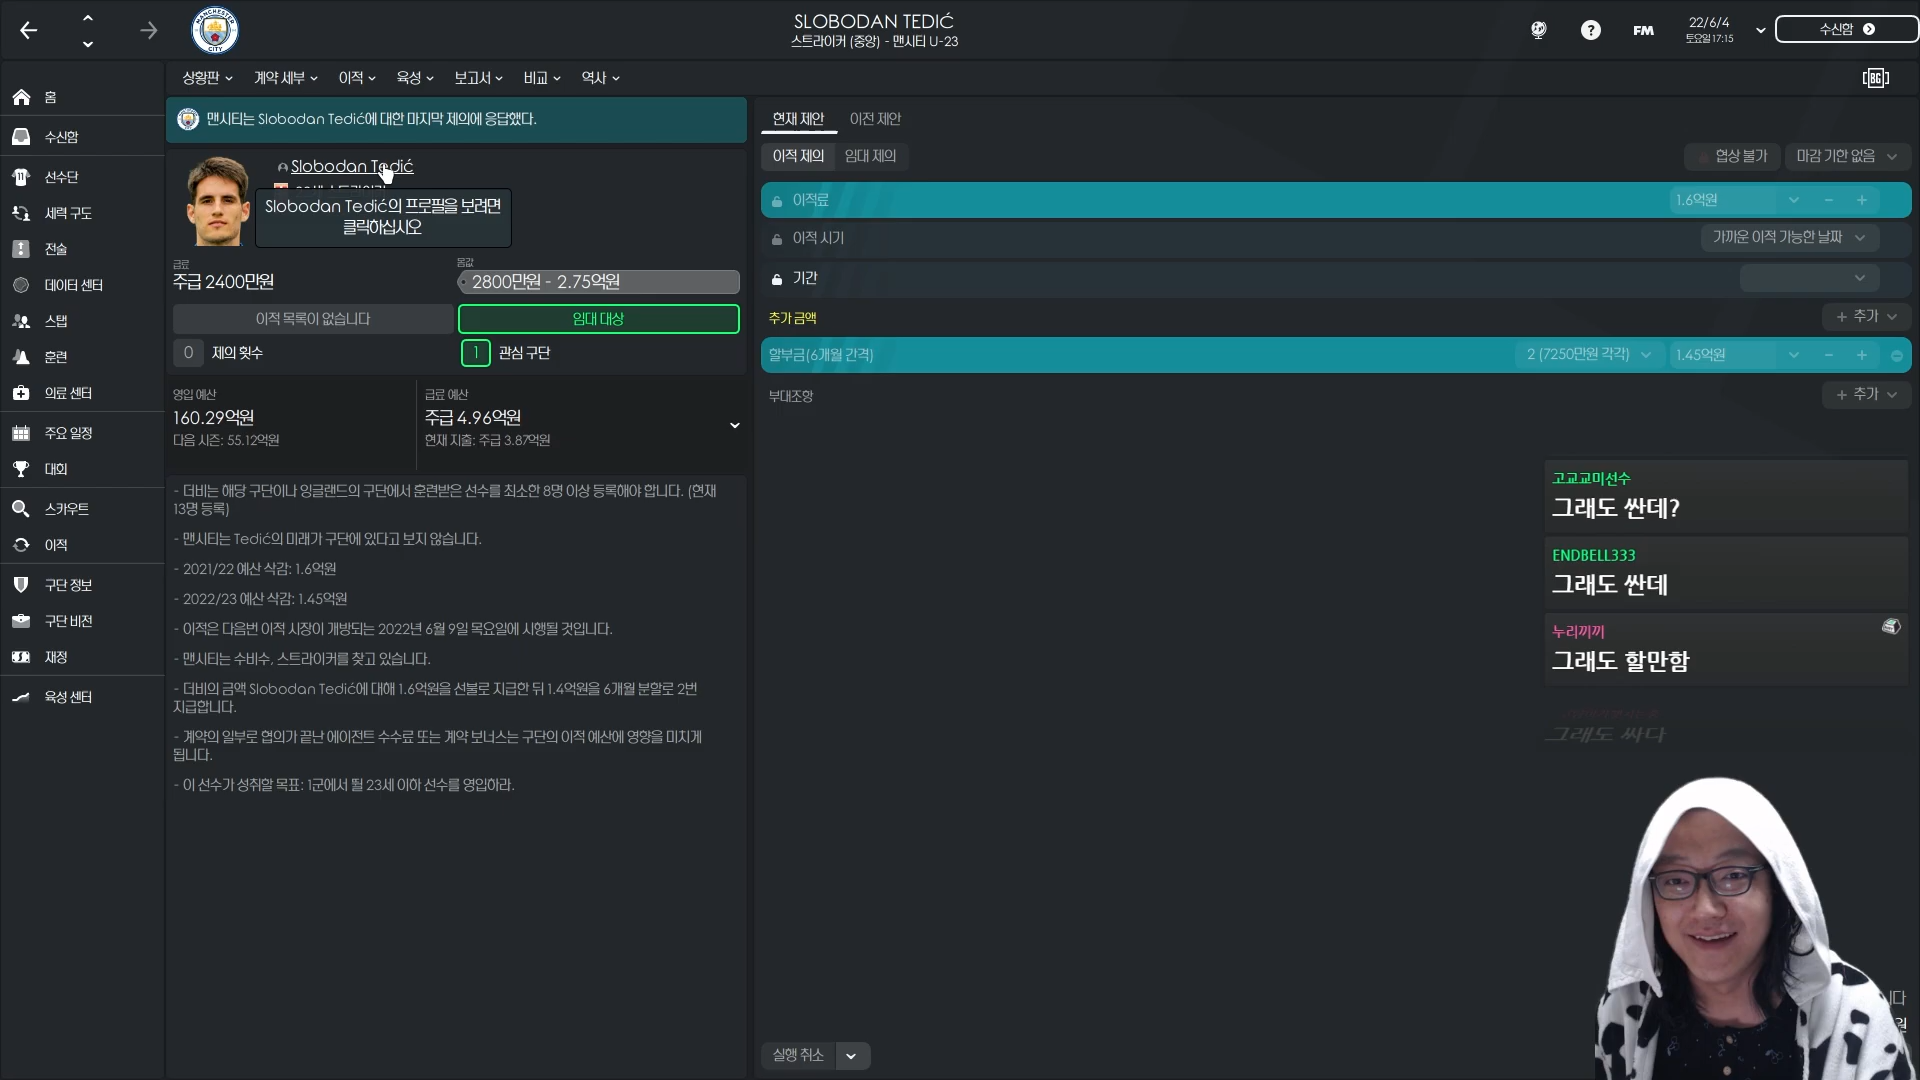 SLOBODAN TEDIĆ
스트라이커 (중앙) - 맨시티 U-23
FM
22/6/4
토요일 17:15
수신함
상황판
계약 세부
이적
육성
보고서
비교
역사
홈
수신함
선수단
세력 구도
전술
데이터 센터
스탭
훈련
의료 센터
주요 일정
대회
스카우트
이적
구단 정보
구단 비전
재정
육성 센터
맨시티는 Slobodan Tedić에 대한 마지막 제의에 응답했다.
Slobodan Tedić
Slobodan Tedić의 프로필을 보려면
클릭하십시오
급료
주급 2400만원
몸값
2800만원 - 2.75억원
이적 목록이 없습니다
임대 대상
0 제의 횟수
1 관심 구단
영입 예산
160.29억원
다음 시즌: 55.12억원
급료 예산
주급 4.96억원
현재 지출: 주급 3.87억원
- 더비는 해당 구단이나 잉글랜드의 구단에서 훈련받은 선수를 최소한 8명 이상 등록해야 합니다. (현재
13명 등록)
- 맨시티는 Tedić의 미래가 구단에 있다고 보지 않습니다.
- 2021/22 예산 삭감: 1.6억원
- 2022/23 예산 삭감: 1.45억원
- 이적은 다음번 이적 시장이 개방되는 2022년 6월 9일 목요일에 시행될 것입니다.
- 맨시티는 수비수, 스트라이커를 찾고 있습니다.
- 더비의 금액 Slobodan Tedić에 대해 1.6억원을 선불로 지급한 뒤 1.4억원을 6개월 분할로 2번
지급합니다.
- 계약의 일부로 협의가 끝난 에이전트 수수료 또는 계약 보너스는 구단의 이적 예산에 영향을 미치게
됩니다.
- 이 선수가 성취할 목표: 1군에서 뛸 23세 이하 선수를 영입하라.
현재 제안
이전 제안
이적 제의
임대 제의
협상 불가
마감 기한 없음
이적료
1.6억원
이적 시기
가까운 이적 가능한 날짜
기간
추가 금액
+ 추가
할부금(6개월 간격)
2 (7250만원 각각)
1.45억원
부대조항
+ 추가
고교교미선수
그래도 싼데?
ENDBELL333
그래도 싼데
누리끼끼
그래도 할만함
그래도 싸다
실행 취소